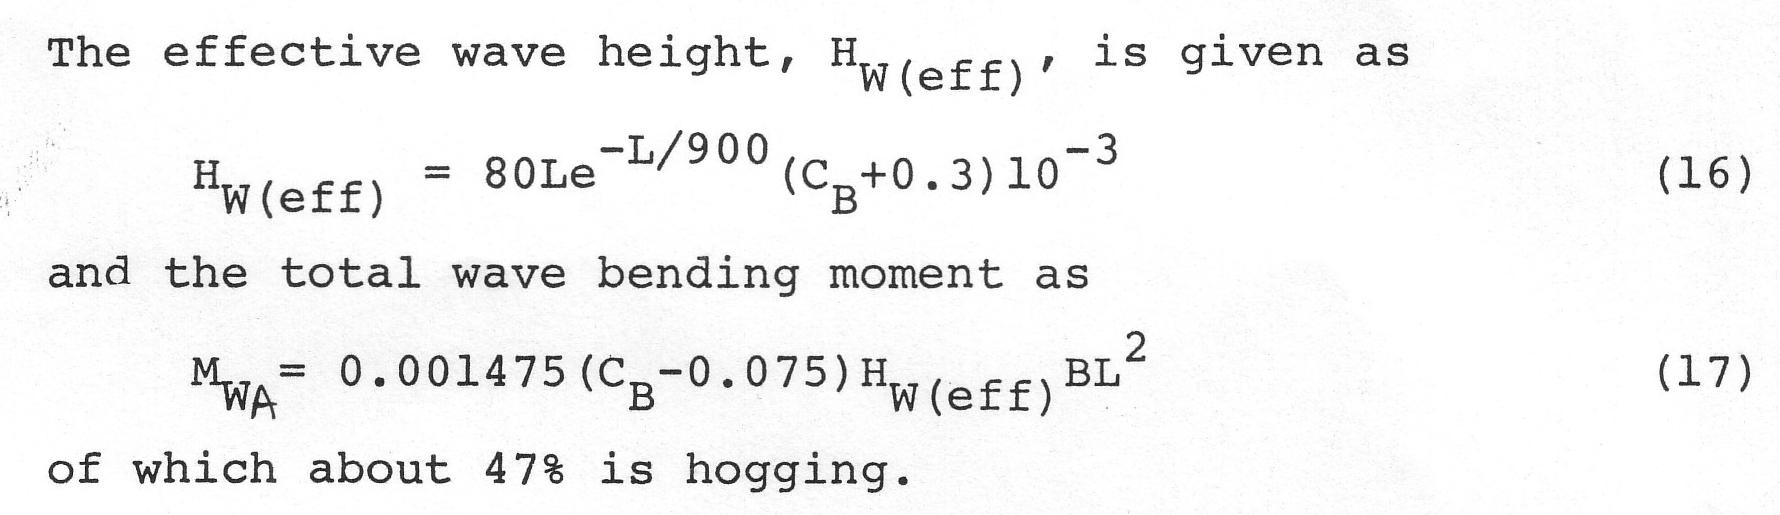 The effective wave height, H_W(eff), is given as
H_W(eff) = 80Le^-L/900 (C_B+0.3)10^-3 (16)
and the total wave bending moment as
M_WA = 0.001475(C_B-0.075)H_W(eff)BL^2 (17)
of which about 47% is hogging.